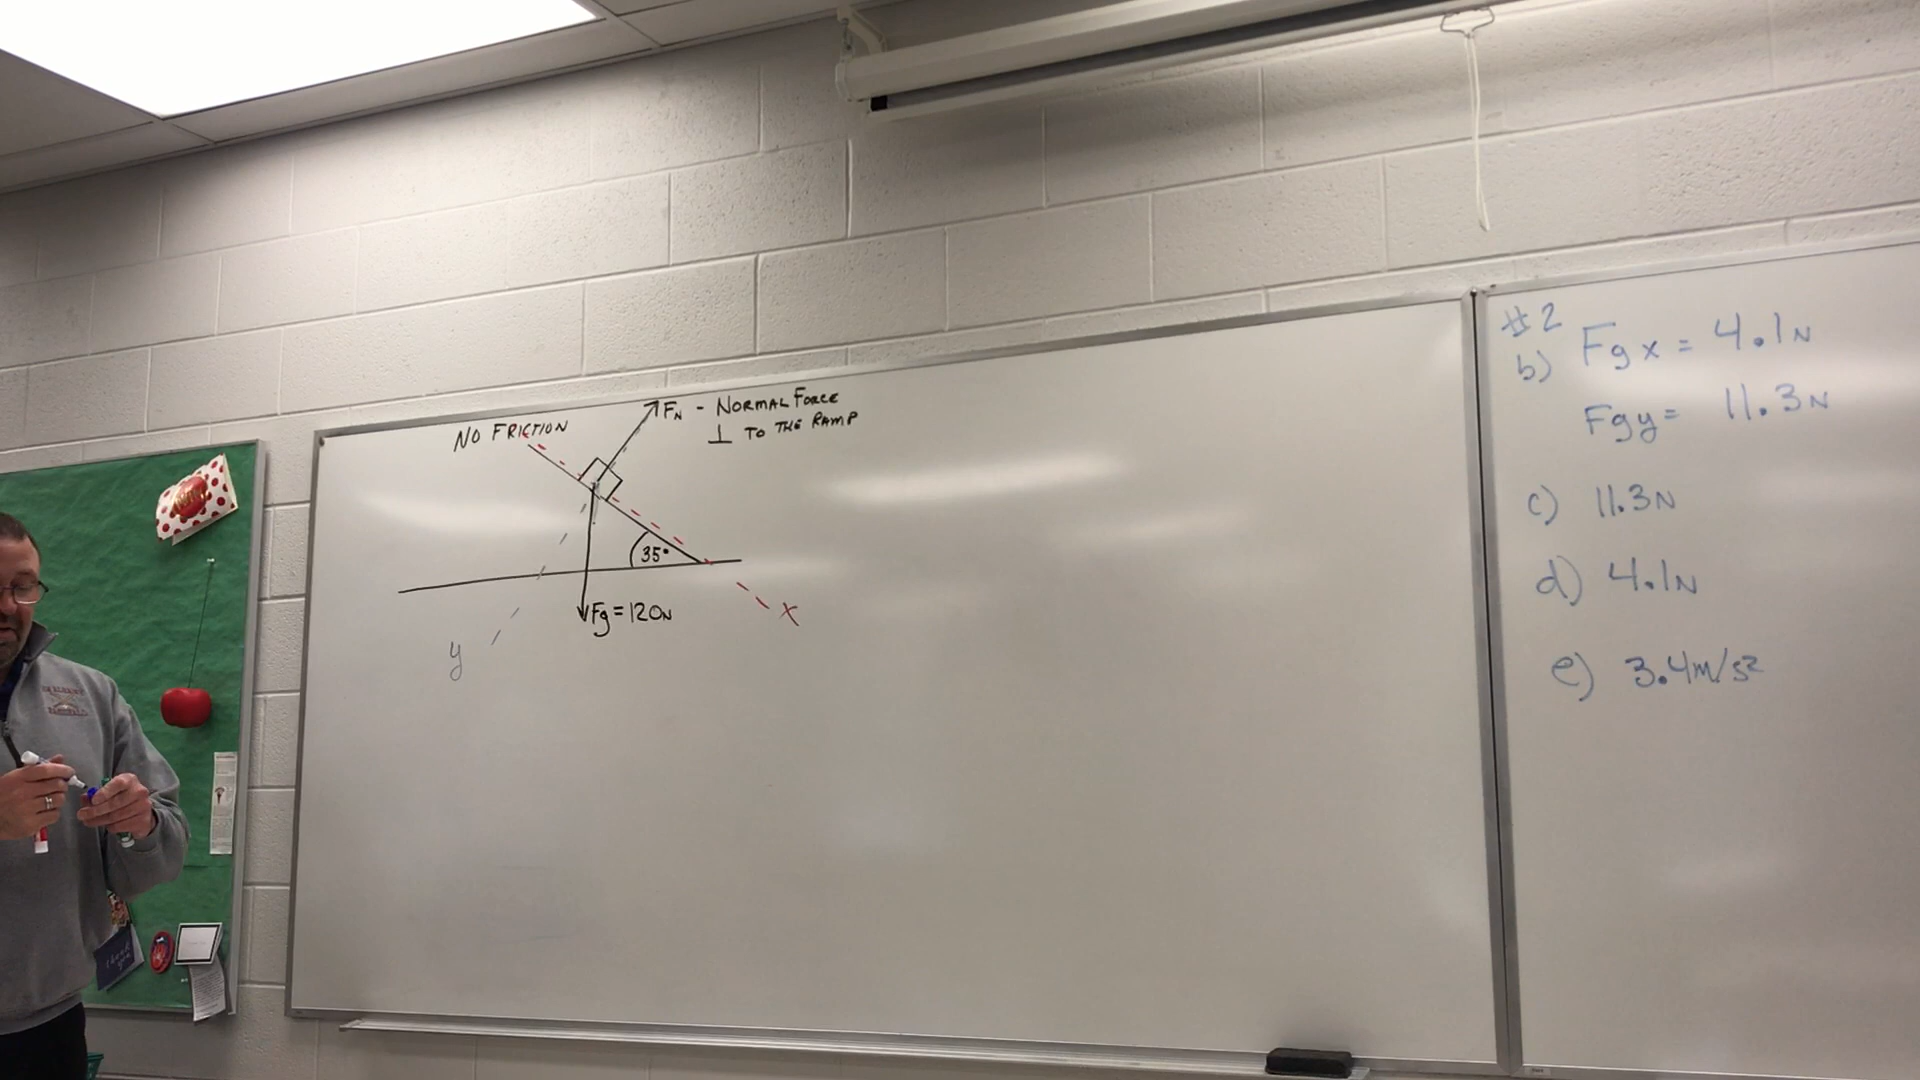 NO FRICTION
FN - NORMAL FORCE
⊥ TO THE RAMP
35°
Fg = 120N
x
y
#2
b) Fgx = 4.1N
Fgy = 11.3N
c) 11.3N
d) 4.1N
e) 3.4m/s²